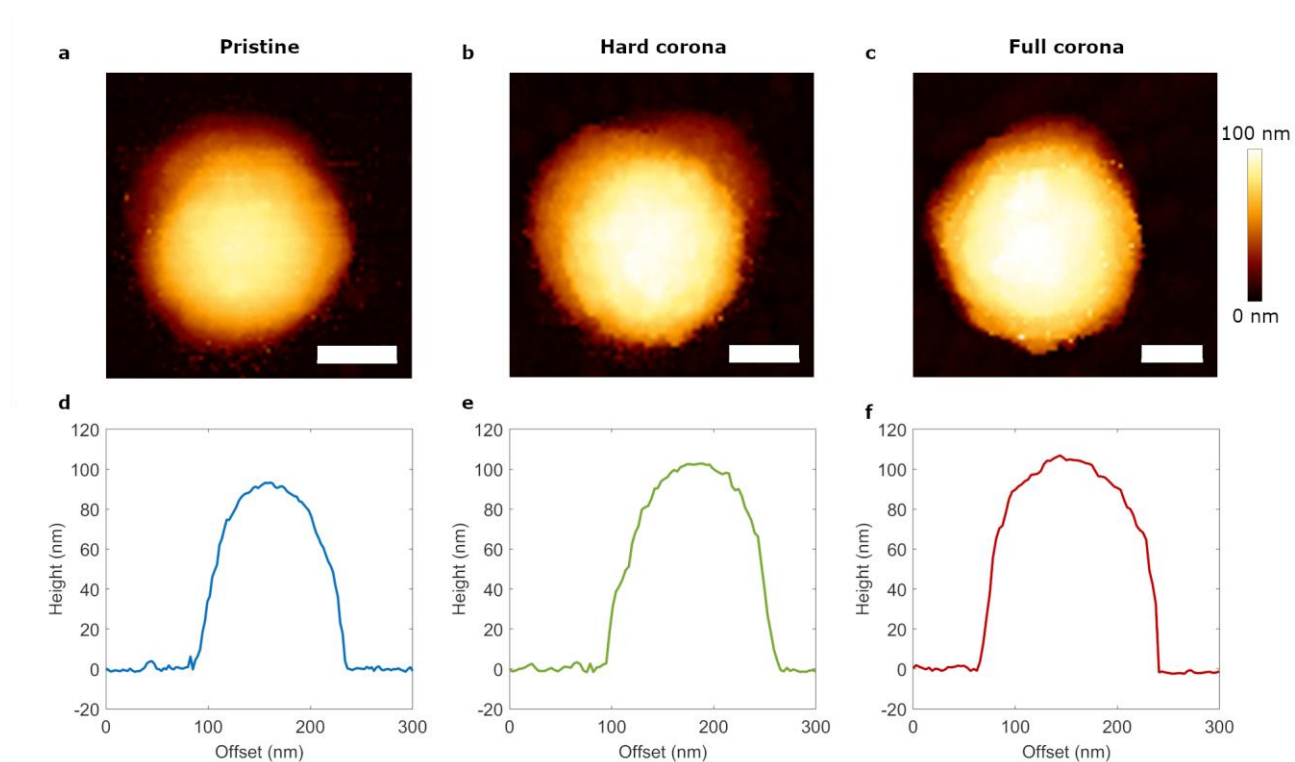 a Pristine b Hard corona c Full corona
100 nm
0 nm
d e f
120 120 120
100 100 100
80 80 80
60 60 60
40 40 40
20 20 20
0 0 0
-20 -20 -20
0 100 200 300 0 100 200 300 0 100 200 300
Height (nm) Height (nm) Height (nm)
Offset (nm) Offset (nm) Offset (nm)